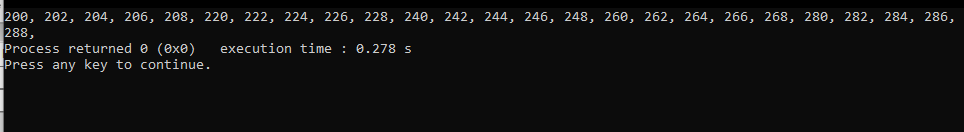 200, 202, 204, 206, 208, 220, 222, 224, 226, 228, 240, 242, 244, 246, 248, 260, 262, 264, 266, 268, 280, 282, 284, 286,
288,
Process returned 0 (0x0)   execution time : 0.278 s
Press any key to continue.